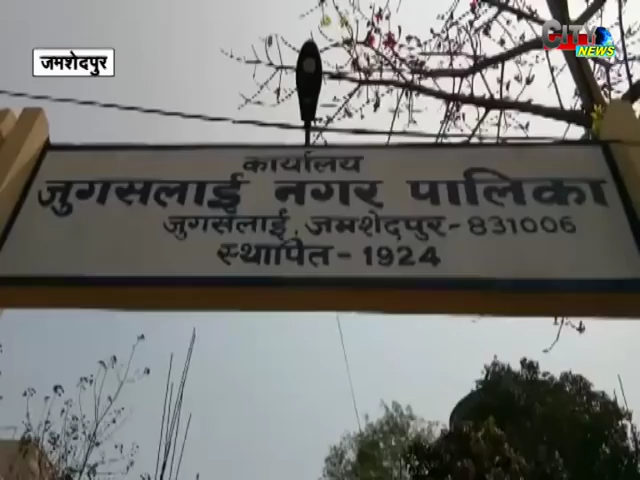 CITY NEWS
जमशेदपुर
कार्यालय
जुगसलाई नगर पालिका
जुगसलाई, जमशेदपुर-831006
स्थापित-1924